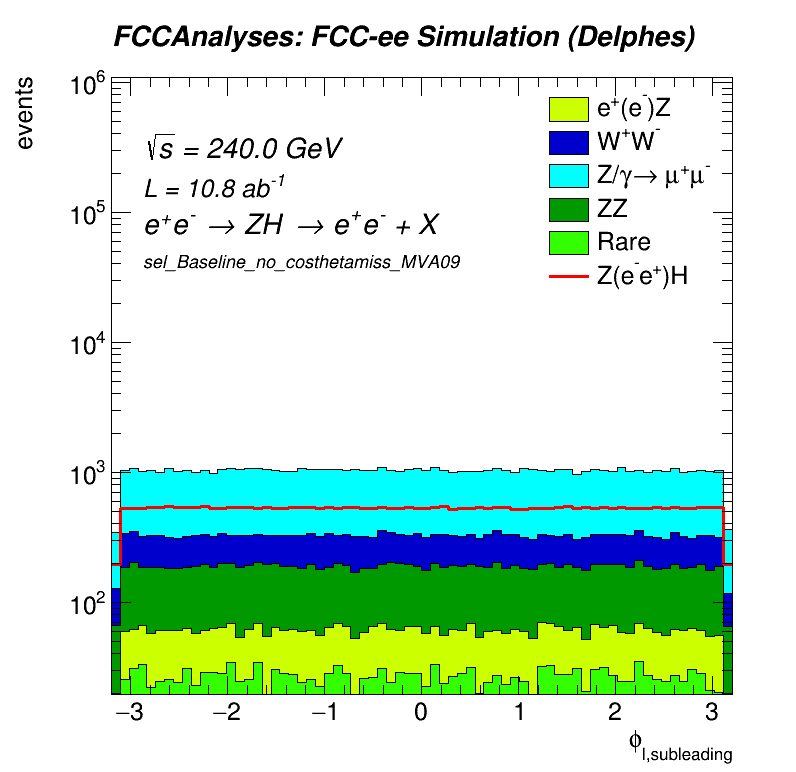 FCCAnalyses: FCC-ee Simulation (Delphes)
events
10⁶
10⁵
10⁴
10³
10²
√s = 240.0 GeV
L = 10.8 ab⁻¹
e⁺e⁻ → ZH → e⁺e⁻ + X
sel_Baseline_no_costhetamiss_MVA09
e⁺(e⁻)Z
W⁺W⁻
Z/γ→ μ⁺μ⁻
ZZ
Rare
Z(e⁻e⁺)H
−3 −2 −1 0 1 2 3
ϕ_l,subleading